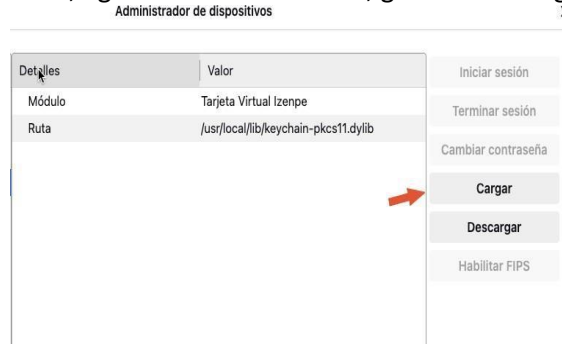 Administrador de dispositivos
Detalles Valor
Iniciar sesión
Módulo Tarjeta Virtual Izenpe
Terminar sesión
Ruta /usr/local/lib/keychain-pkcs11.dylib
Cambiar contraseña
Cargar
Descargar
Habilitar FIPS